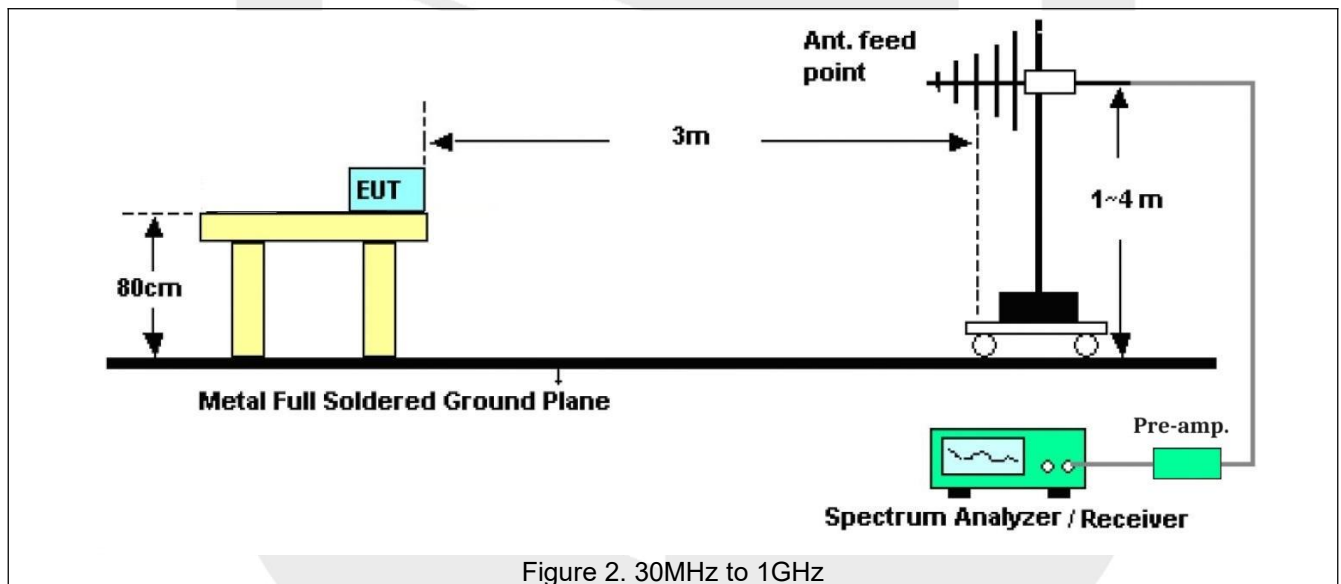 Ant. feed
point
3m
EUT
1~4 m
80cm
Metal Full Soldered Ground Plane
Pre-amp.
Spectrum Analyzer / Receiver
Figure 2. 30MHz to 1GHz